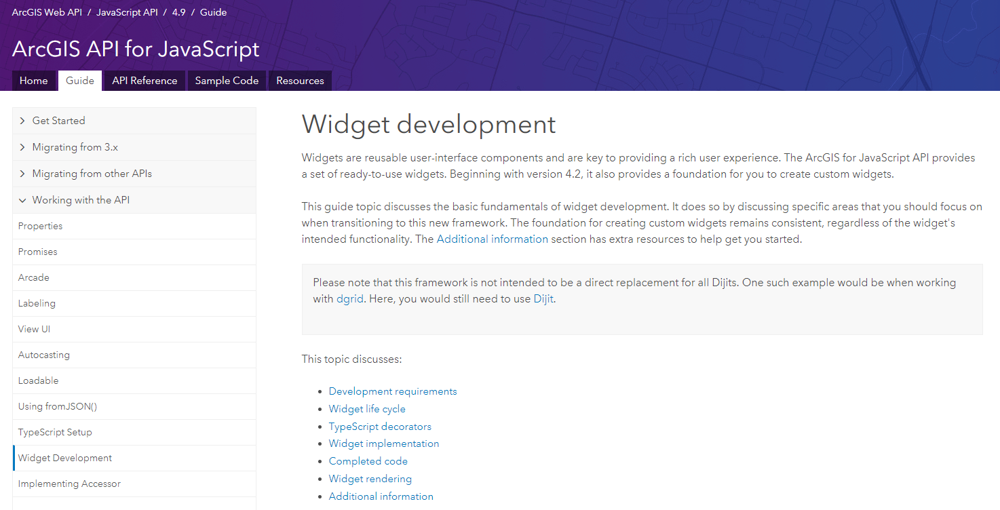 ArcGIS Web API / JavaScript API / 4.9 / Guide
ArcGIS API for JavaScript
Home Guide API Reference Sample Code Resources
Get Started
Migrating from 3.x
Migrating from other APIs
Working with the API
Properties
Promises
Arcade
Labeling
View UI
Autocasting
Loadable
Using fromJSON()
TypeScript Setup
Widget Development
Implementing Accessor
Widget development
Widgets are reusable user-interface components and are key to providing a rich user experience. The ArcGIS for JavaScript API provides
a set of ready-to-use widgets. Beginning with version 4.2, it also provides a foundation for you to create custom widgets.
This guide topic discusses the basic fundamentals of widget development. It does so by discussing specific areas that you should focus on
when transitioning to this new framework. The foundation for creating custom widgets remains consistent, regardless of the widget's
intended functionality. The Additional information section has extra resources to help get you started.
Please note that this framework is not intended to be a direct replacement for all Dijits. One such example would be when working
with dgrid. Here, you would still need to use Dijit.
This topic discusses:
• Development requirements
• Widget life cycle
• TypeScript decorators
• Widget implementation
• Completed code
• Widget rendering
• Additional information